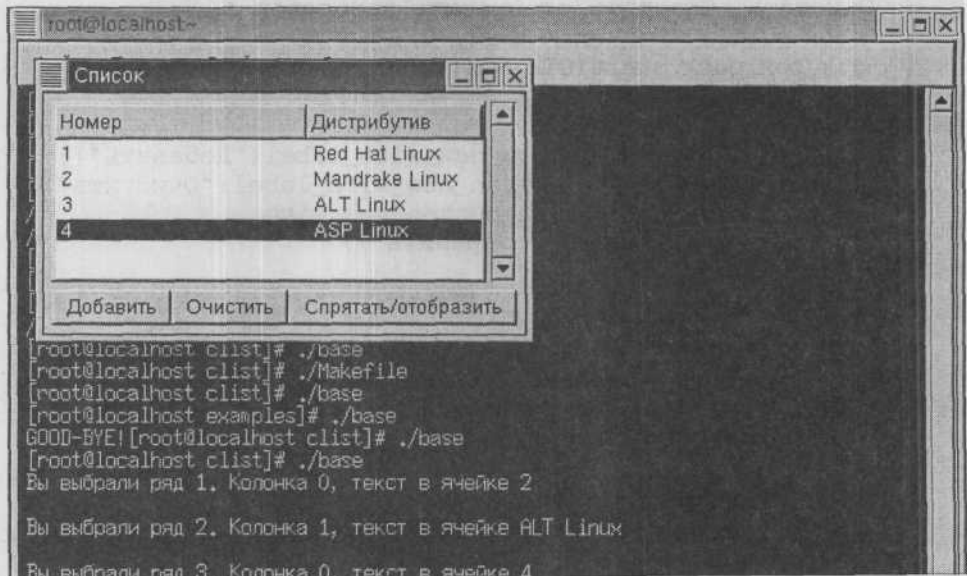 root@localhost:~
Список
Номер Дистрибутив
1 Red Hat Linux
2 Mandrake Linux
3 ALT Linux
4 ASP Linux
Добавить Очистить Спрятать/отобразить
[root@localhost clist]# ./base
[root@localhost clist]# ./Makefile
[root@localhost clist]# ./base
[root@localhost examples]# ./base
GOOD-BYE![root@localhost clist]# ./base
[root@localhost clist]# ./base
Вы выбрали ряд 1. Колонка 0, текст в ячейке 2
Вы выбрали ряд 2. Колонка 1, текст в ячейке ALT Linux
Вы выбрали ряд 3. Колонка 0, текст в ячейке 4